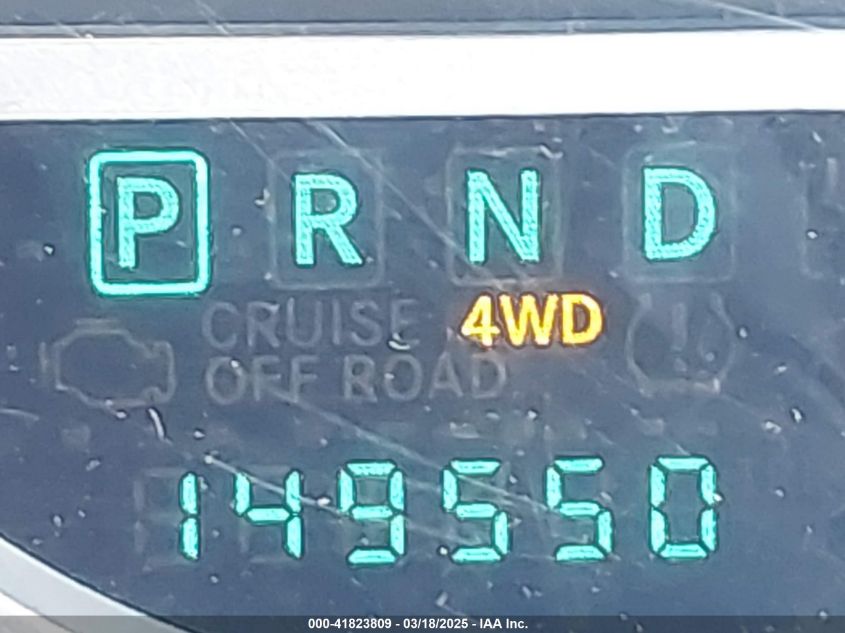 P R N D
CRUISE 4WD
OFF ROAD
149550
000-41823809 - 03/18/2025 - IAA Inc.